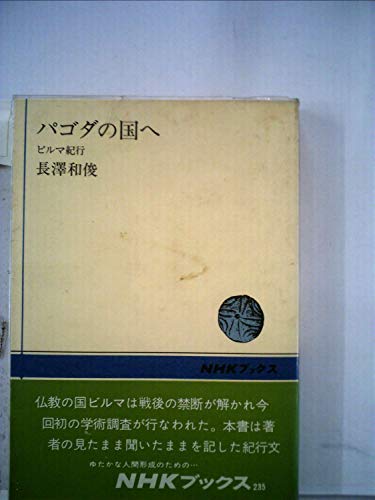 パゴダの国へ
ビルマ紀行
長澤和俊
NHKブックス
仏教の国ビルマは戦後の禁断が解かれ今
回初の学術調査が行なわれた。本書は著
者の見たまま聞いたままを記した紀行文
ゆたかな人間形成のための…
NHKブックス 235